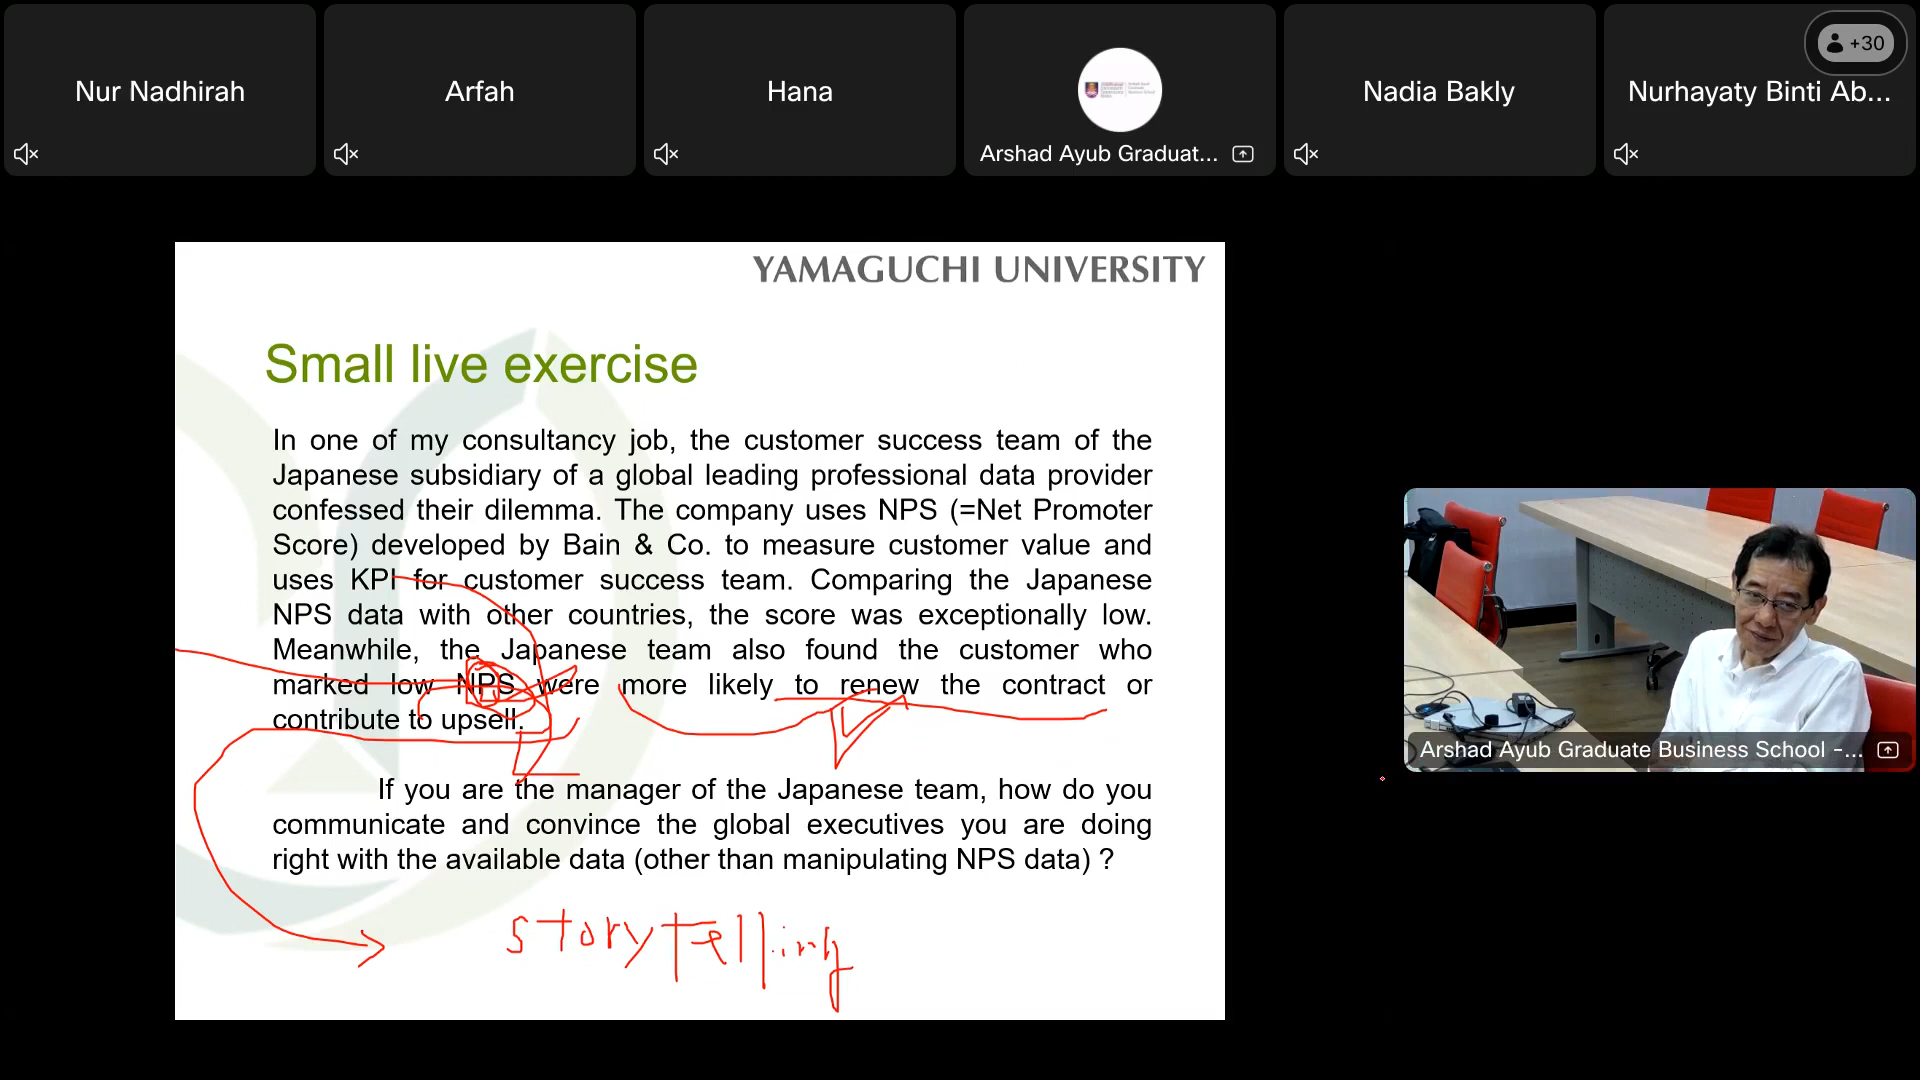 Nur Nadhirah
Arfah
Hana
Arshad Ayub Graduat...
Nadia Bakly
Nurhayaty Binti Ab...
+30
YAMAGUCHI UNIVERSITY
Small live exercise
In one of my consultancy job, the customer success team of the
Japanese subsidiary of a global leading professional data provider
confessed their dilemma. The company uses NPS (=Net Promoter
Score) developed by Bain & Co. to measure customer value and
uses KPI for customer success team. Comparing the Japanese
NPS data with other countries, the score was exceptionally low.
Meanwhile, the Japanese team also found the customer who
marked low NPS were more likely to renew the contract or
contribute to upsell.
If you are the manager of the Japanese team, how do you
communicate and convince the global executives you are doing
right with the available data (other than manipulating NPS data) ?
storytelling
Arshad Ayub Graduate Business School -...